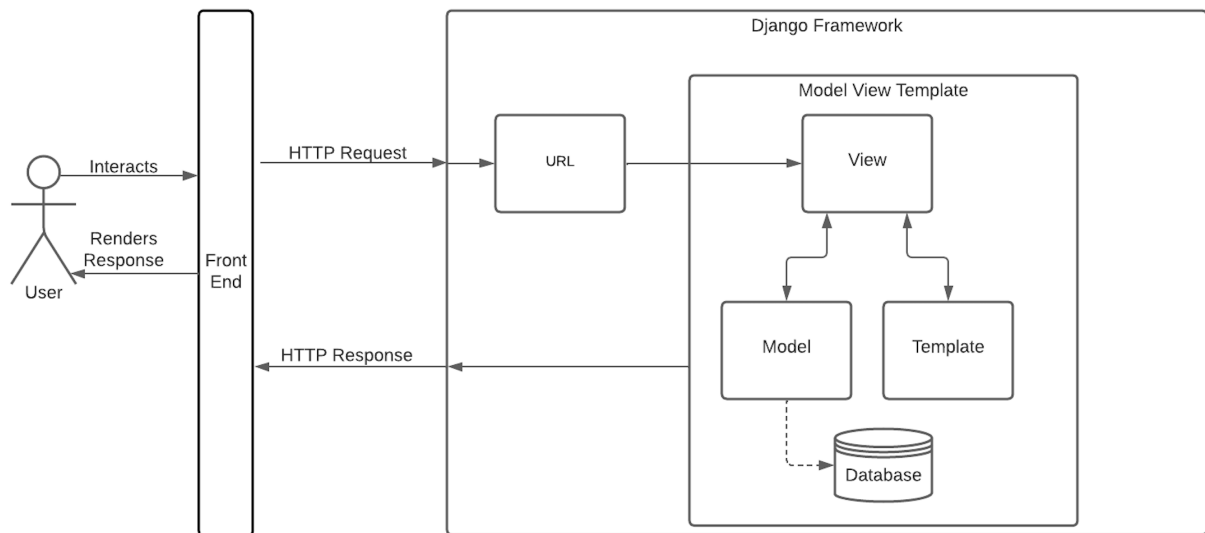 Django Framework
Model View Template
HTTP Request
URL
View
Interacts
Renders
Response
User
Front
End
HTTP Response
Model
Template
Database